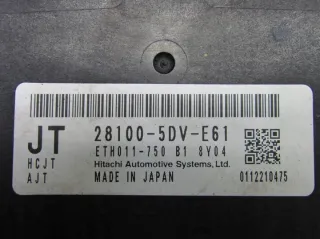 JT 28100-5DV-E61
HCJT ETH011-750 B1 8Y04
Hitachi Automotive Systems, Ltd.
AJT MADE IN JAPAN 0112210475